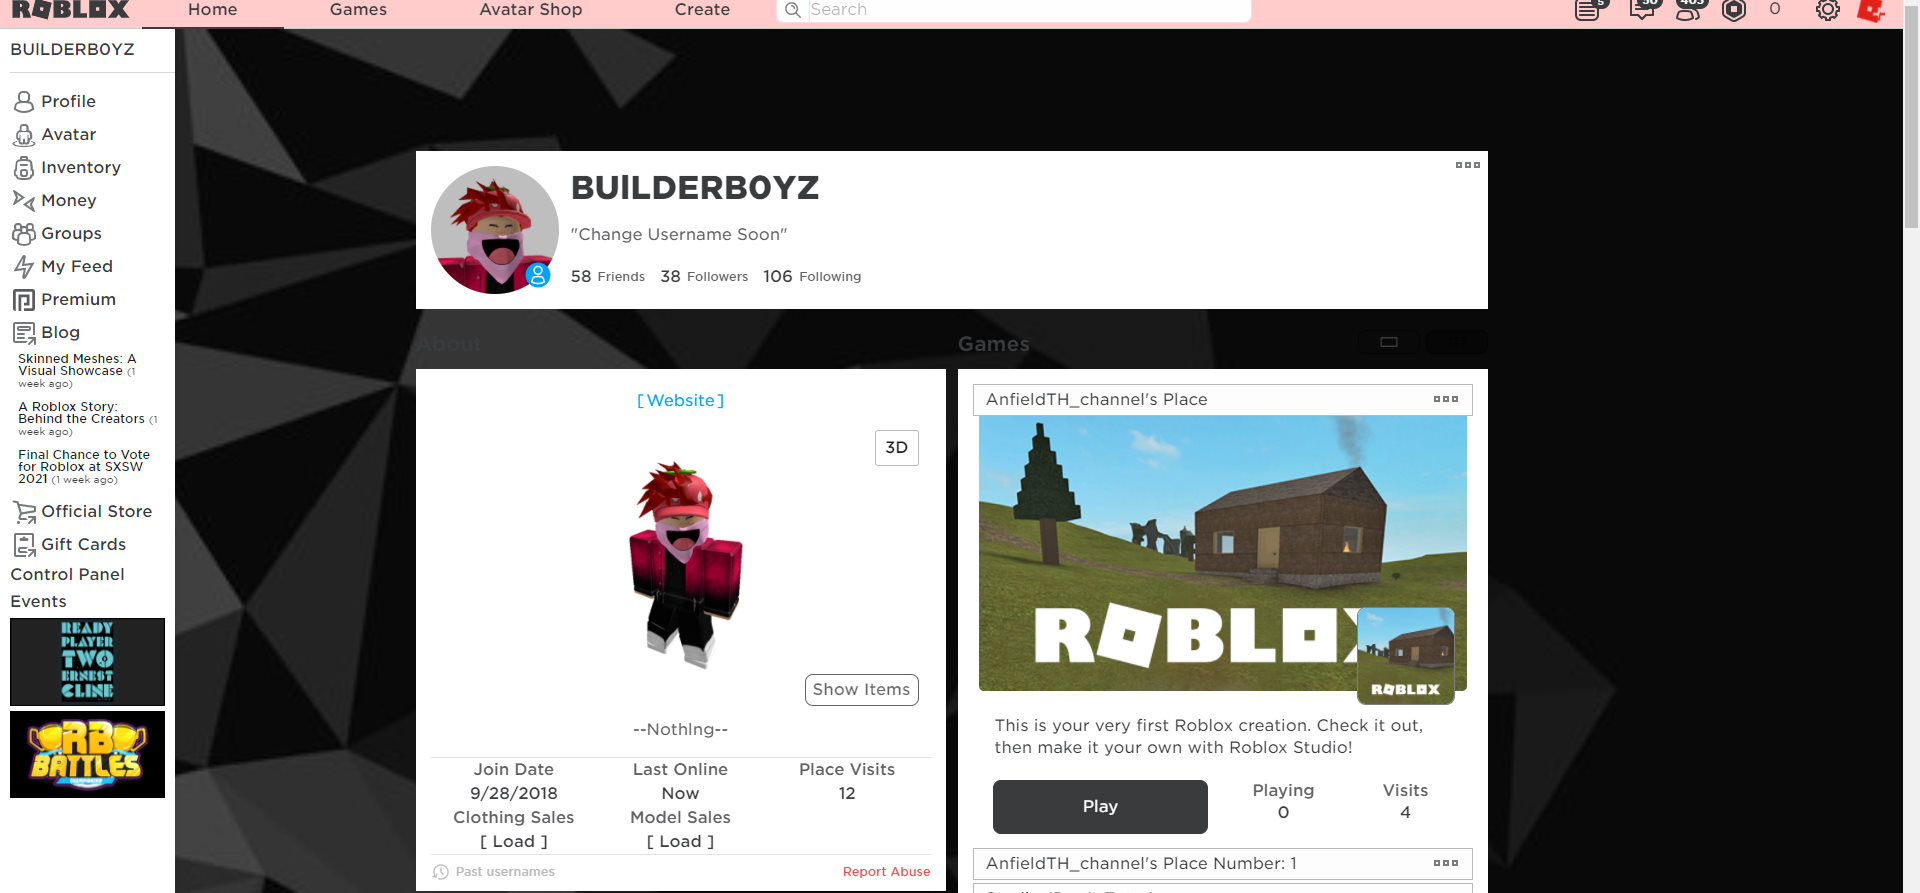 ROBLOX
Home
Games
Avatar Shop
Create
Search
5
50
403
0
BUILDERB0YZ
Profile
Avatar
Inventory
Money
Groups
My Feed
Premium
Blog
Skinned Meshes: A
Visual Showcase (1
week ago)
A Roblox Story:
Behind the Creators (1
week ago)
Final Chance to Vote
for Roblox at SXSW
2021 (1 week ago)
Official Store
Gift Cards
Control Panel
Events
READY
PLAYER
TWO
ERNEST
CLINE
RB
BATTLES
CHAMPIONSHIP
BUlLDERB0YZ
"Change Username Soon"
58 Friends 38 Followers 106 Following
About
[ Website ]
3D
Show Items
--NothIng--
Join Date
9/28/2018
Last Online
Now
Place Visits
12
Clothing Sales
[ Load ]
Model Sales
[ Load ]
Past usernames
Report Abuse
Games
AnfieldTH_channel's Place
ROBLOX
ROBLOX
This is your very first Roblox creation. Check it out,
then make it your own with Roblox Studio!
Play
Playing
0
Visits
4
AnfieldTH_channel's Place Number: 1